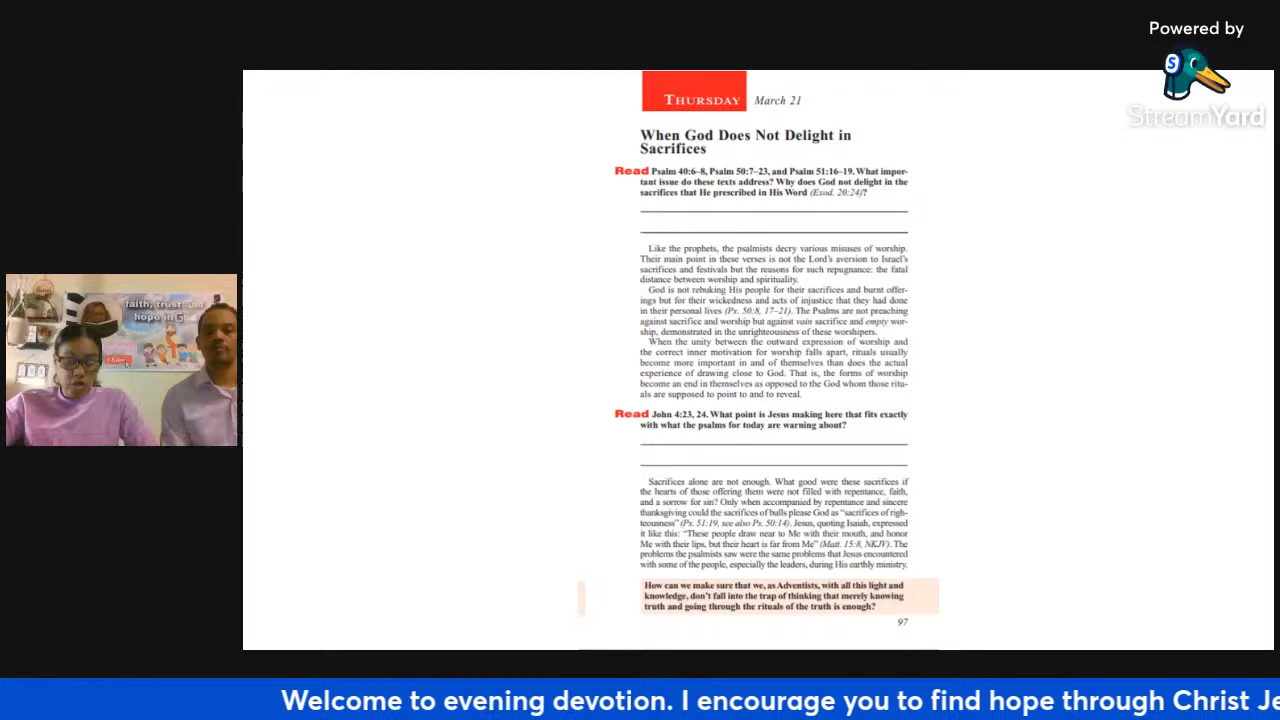 Powered by
S
StreamYard
THURSDAY March 21
When God Does Not Delight in
Sacrifices
Read Psalm 40:6–8, Psalm 50:7–23, and Psalm 51:16–19. What impor-
tant issue do these texts address? Why does God not delight in the
sacrifices that He prescribed in His Word (Exod. 20:24)?
Like the prophets, the psalmists decry various misuses of worship.
Their main point in these verses is not the Lord's aversion to Israel's
sacrifices and festivals but the reasons for such repugnance: the fatal
distance between worship and spirituality.
God is not rebuking His people for their sacrifices and burnt offer-
ings but for their wickedness and acts of injustice that they had done
in their personal lives (Ps. 50:8, 17–21). The Psalms are not preaching
against sacrifice and worship but against vain sacrifice and empty wor-
ship, demonstrated in the unrighteousness of these worshipers.
When the unity between the outward expression of worship and
the correct inner motivation for worship falls apart, rituals usually
become more important in and of themselves than does the actual
experience of drawing close to God. That is, the forms of worship
become an end in themselves as opposed to the God whom those ritu-
als are supposed to point to and to reveal.
Read John 4:23, 24. What point is Jesus making here that fits exactly
with what the psalms for today are warning about?
Sacrifices alone are not enough. What good were these sacrifices if
the hearts of those offering them were not filled with repentance, faith,
and a sorrow for sin? Only when accompanied by repentance and sincere
thanksgiving could the sacrifices of bulls please God as "sacrifices of righ-
teousness" (Ps. 51:19, see also Ps. 50:14). Jesus, quoting Isaiah, expressed
it like this: "These people draw near to Me with their mouth, and honor
Me with their lips, but their heart is far from Me" (Matt. 15:8, NKJV). The
problems the psalmists saw were the same problems that Jesus encountered
with some of the people, especially the leaders, during His earthly ministry.
How can we make sure that we, as Adventists, with all this light and
knowledge, don't fall into the trap of thinking that merely knowing
truth and going through the rituals of the truth is enough?
97
faith, trust and
hope in G
Welcome to evening devotion. I encourage you to find hope through Christ Je